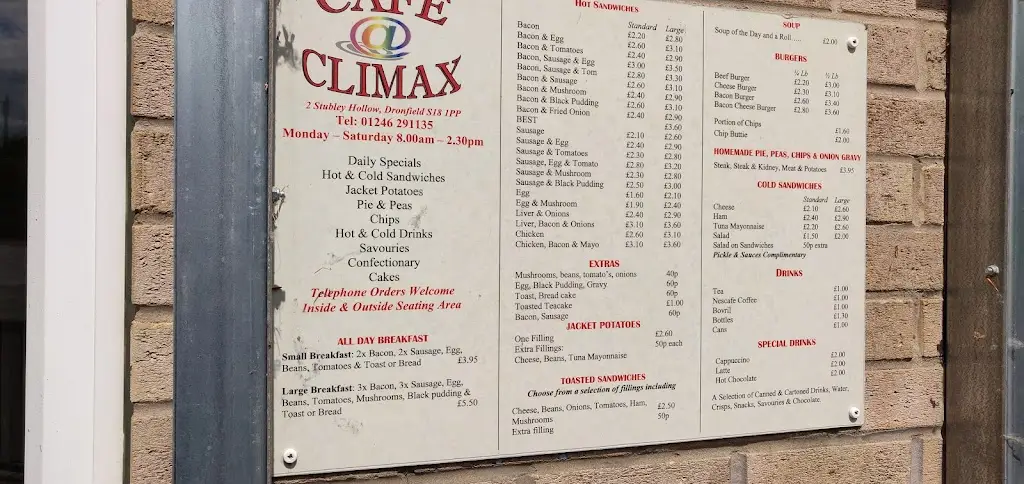 CAFE
@
CLIMAX
2 Stubley Hollow, Dronfield S18 1PP
Tel: 01246 291135
Monday – Saturday 8.00am – 2.30pm
Daily Specials
Hot & Cold Sandwiches
Jacket Potatoes
Pie & Peas
Chips
Hot & Cold Drinks
Savouries
Confectionary
Cakes
Telephone Orders Welcome
Inside & Outside Seating Area
ALL DAY BREAKFAST
Small Breakfast: 2x Bacon, 2x Sausage, Egg,
Beans, Tomatoes & Toast or Bread £3.95
Large Breakfast: 3x Bacon, 3x Sausage, Egg,
Beans, Tomatoes, Mushrooms, Black pudding &
Toast or Bread £5.50
HOT SANDWICHES
Standard Large
Bacon £2.20 £2.80
Bacon & Egg £2.60 £3.10
Bacon & Tomatoes £2.40 £2.90
Bacon, Sausage & Egg £3.00 £3.50
Bacon, Sausage & Tom £2.80 £3.30
Bacon & Sausage £2.60 £3.10
Bacon & Mushroom £2.40 £2.90
Bacon & Black Pudding £2.60 £3.10
Bacon & Fried Onion £2.40 £2.90
BEST £3.60
Sausage £2.10 £2.60
Sausage & Egg £2.40 £2.90
Sausage & Tomatoes £2.30 £2.80
Sausage, Egg & Tomato £2.80 £3.20
Sausage & Mushroom £2.30 £2.80
Sausage & Black Pudding £2.50 £3.00
Egg £1.60 £2.10
Egg & Mushroom £1.90 £2.40
Liver & Onions £2.40 £2.90
Liver, Bacon & Onions £3.10 £3.60
Chicken £2.60 £3.10
Chicken, Bacon & Mayo £3.10 £3.60
EXTRAS
Mushrooms, beans, tomato's, onions 40p
Egg, Black Pudding, Gravy 60p
Toast, Bread cake 60p
Toasted Teacake £1.00
Bacon, Sausage 60p
JACKET POTATOES
One Filling £2.60
Extra Fillings: 50p each
Cheese, Beans, Tuna Mayonnaise
TOASTED SANDWICHES
Choose from a selection of fillings including
Cheese, Beans, Onions, Tomatoes, Ham, £2.50
Mushrooms
Extra filling 50p
SOUP
Soup of the Day and a Roll..... £2.00
BURGERS
¼ Lb ½ Lb
Beef Burger £2.20 £3.00
Cheese Burger £2.30 £3.10
Bacon Burger £2.60 £3.40
Bacon Cheese Burger £2.80 £3.60
Portion of Chips £1.60
Chip Buttie £2.00
HOMEMADE PIE, PEAS, CHIPS & ONION GRAVY
Steak, Steak & Kidney, Meat & Potatoes £3.95
COLD SANDWICHES
Standard Large
Cheese £2.10 £2.60
Ham £2.40 £2.90
Tuna Mayonnaise £2.20 £2.60
Salad £1.50 £2.00
Salad on Sandwiches 50p extra
Pickle & Sauces Complimentary
DRINKS
Tea £1.00
Nescafe Coffee £1.00
Bovril £1.00
Bottles £1.30
Cans £1.00
SPECIAL DRINKS
Cappuccino £2.00
Latte £2.00
Hot Chocolate £2.00
A Selection of Canned & Cartoned Drinks, Water,
Crisps, Snacks, Savouries & Chocolate.